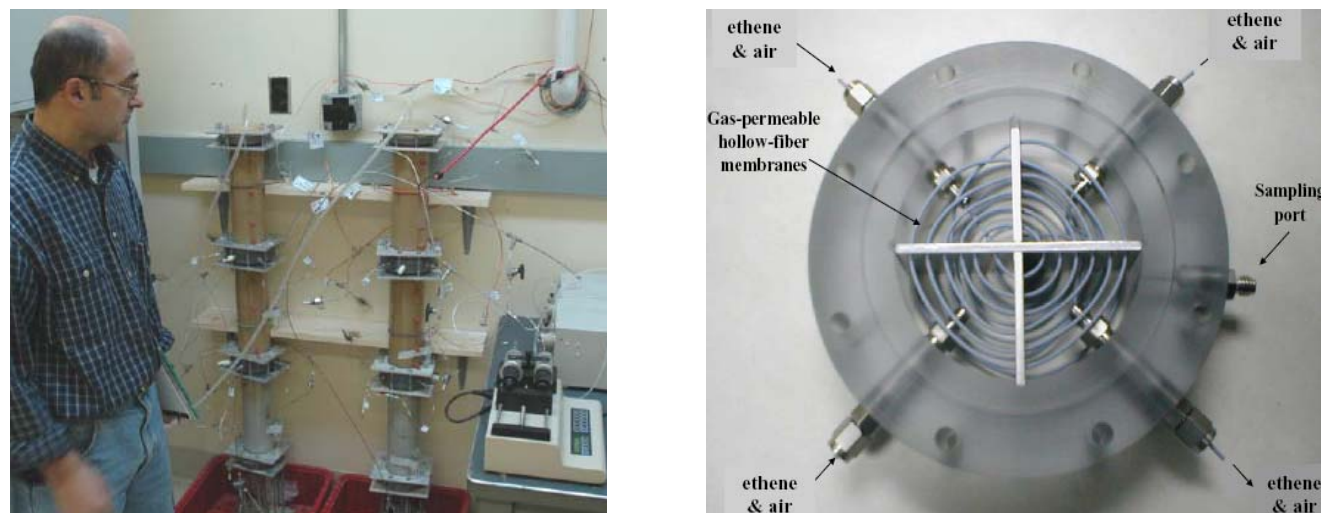 ethene
& air
ethene
& air
Gas-permeable
hollow-fiber
membranes
Sampling
port
ethene
& air
ethene
& air